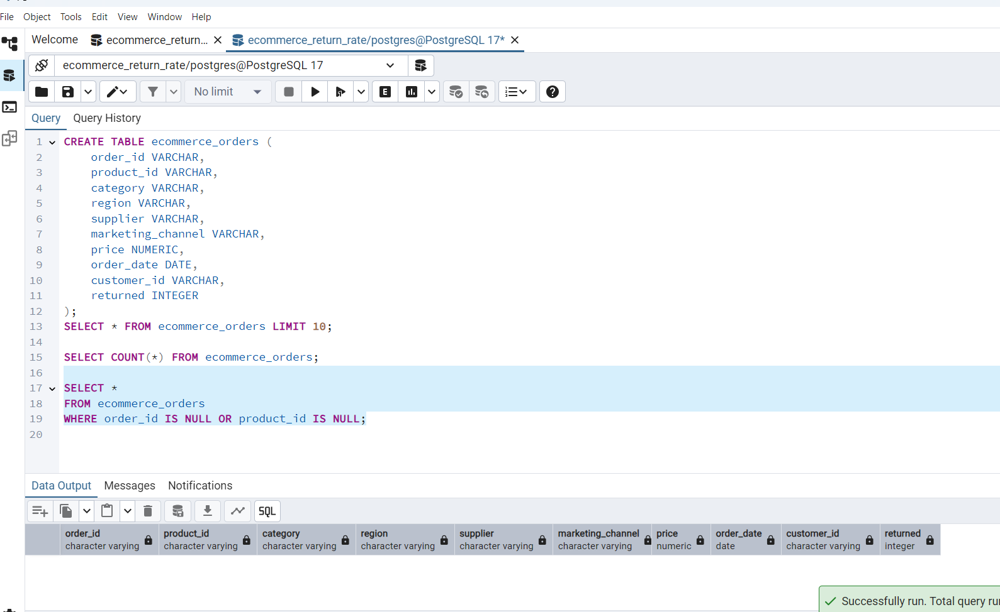 File Object Tools Edit View Window Help
Welcome ecommerce_return... ecommerce_return_rate/postgres@PostgreSQL 17*
ecommerce_return_rate/postgres@PostgreSQL 17
No limit
E
Query Query History
1 CREATE TABLE ecommerce_orders (
2 order_id VARCHAR,
3 product_id VARCHAR,
4 category VARCHAR,
5 region VARCHAR,
6 supplier VARCHAR,
7 marketing_channel VARCHAR,
8 price NUMERIC,
9 order_date DATE,
10 customer_id VARCHAR,
11 returned INTEGER
12 );
13 SELECT * FROM ecommerce_orders LIMIT 10;
14
15 SELECT COUNT(*) FROM ecommerce_orders;
16
17 SELECT *
18 FROM ecommerce_orders
19 WHERE order_id IS NULL OR product_id IS NULL;
20
Data Output Messages Notifications
SQL
order_id product_id category region supplier marketing_channel price order_date customer_id returned
character varying character varying character varying character varying character varying character varying numeric date character varying integer
Successfully run. Total query